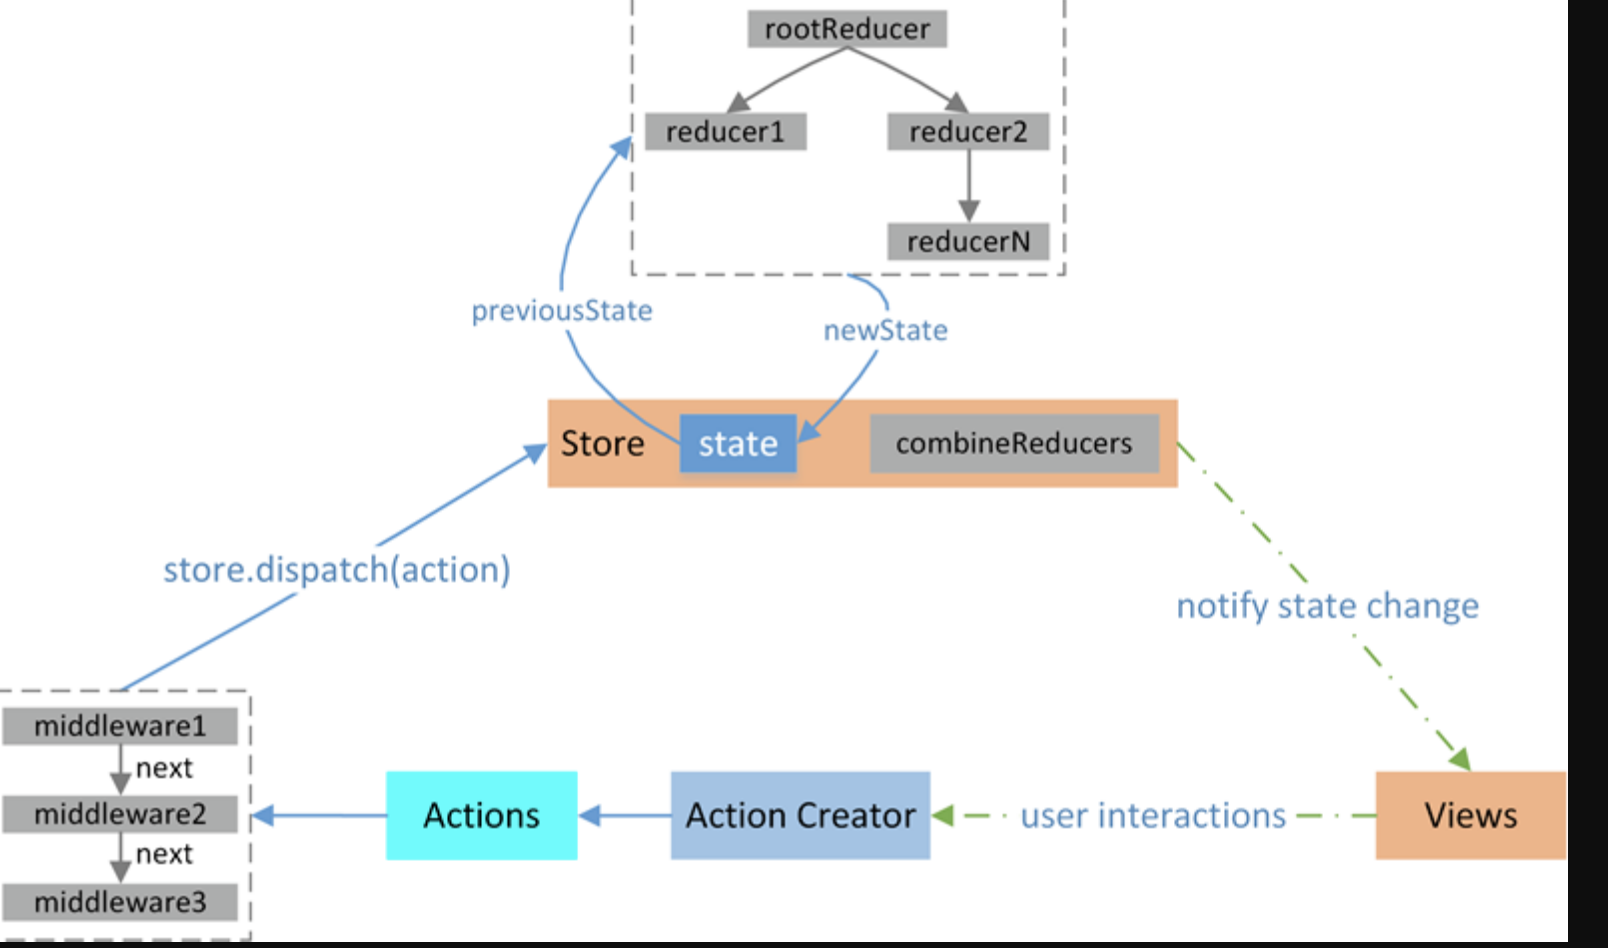 rootReducer
reducer1
reducer2
reducerN
previousState
newState
Store
state
combineReducers
store.dispatch(action)
notify state change
middleware1
next
middleware2
next
middleware3
Actions
Action Creator
user interactions
Views